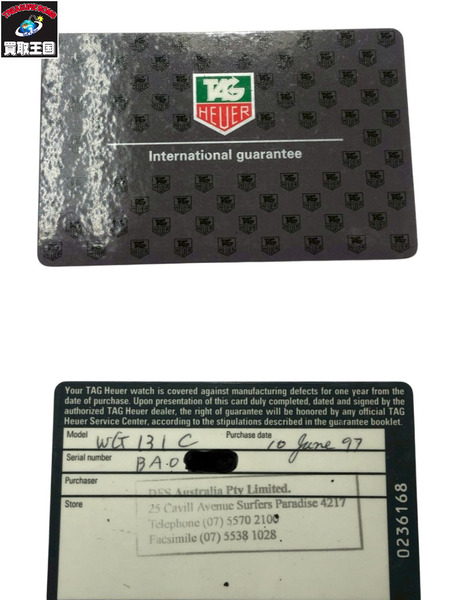 TREASURE KING
買取王国
TAG
HEUER
International guarantee
Your TAG Heuer watch is covered against manufacturing defects for one year from the
date of purchase. Upon presentation of this card duly completed, dated and signed by the
authorized TAG Heuer dealer, the right of guarantee will be honored by any official TAG
Heuer Service Center, according to the stipulations described in the guarantee booklet.
Model WG 131 C Purchase date 10 June 97
Serial number BA0
Purchaser
Store
DFS Australia Pty Limited.
25 Cavill Avenue Surfers Paradise 4217
Telephone (07) 5570 2100
Facsimile (07) 5538 1028
0236168